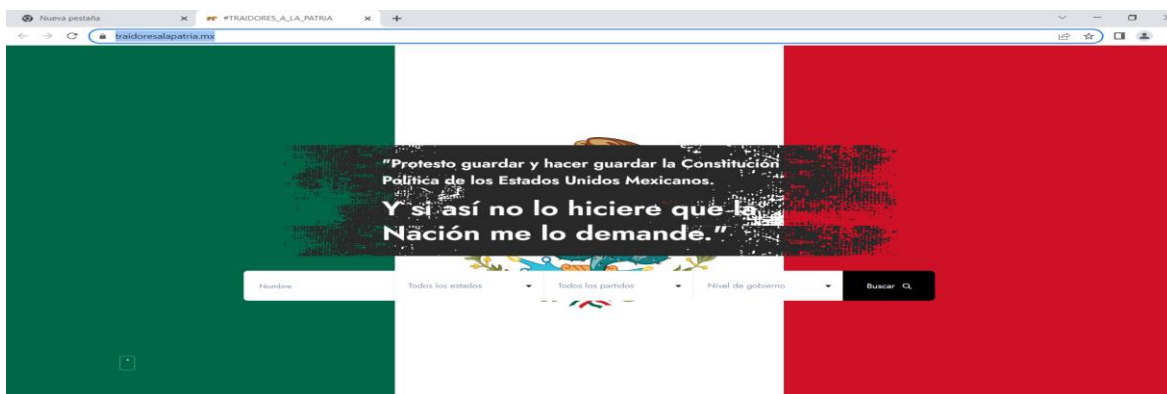 Nueva pestaña
#TRAIDORES_A_LA_PATRIA
traidoresalapatria.mx
"Protesto guardar y hacer guardar la Constitución
Política de los Estados Unidos Mexicanos.
Y si así no lo hiciere que la
Nación me lo demande."
Nombre
Todos los estados
Todos los partidos
Nivel de gobierno
Buscar